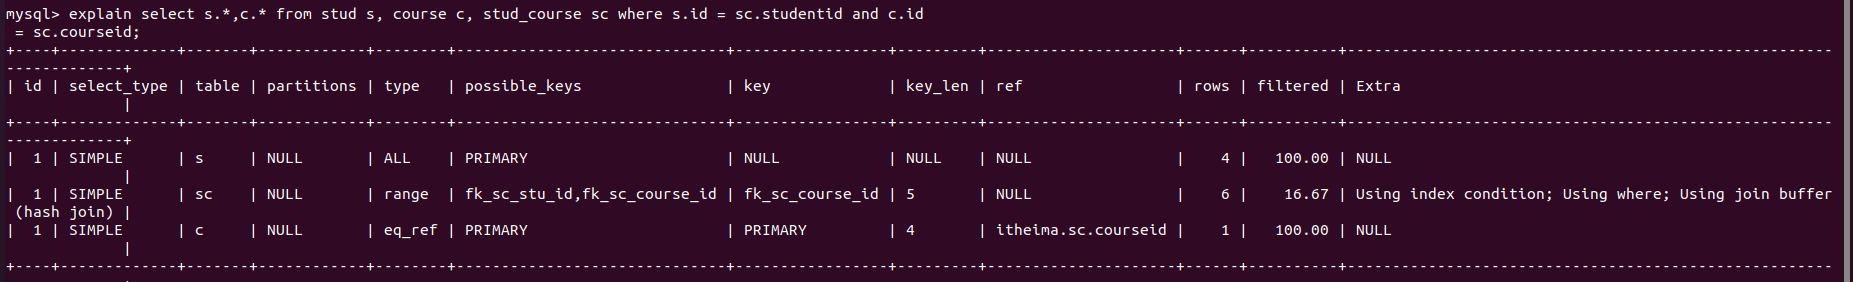 mysql> explain select s.*,c.* from stud s, course c, stud_course sc where s.id = sc.studentid and c.id
 = sc.courseid;
+----+-------------+-------+------------+--------+-------------------------------+-----------------+---------+---------------------+------+----------+------------------------------------------------------
-------------+
| id | select_type | table | partitions | type   | possible_keys                 | key             | key_len | ref                 | rows | filtered | Extra
             |
+----+-------------+-------+------------+--------+-------------------------------+-----------------+---------+---------------------+------+----------+------------------------------------------------------
-------------+
|  1 | SIMPLE      | s     | NULL       | ALL    | PRIMARY                       | NULL            | NULL    | NULL                |    4 |   100.00 | NULL
             |
|  1 | SIMPLE      | sc    | NULL       | range  | fk_sc_stu_id,fk_sc_course_id | fk_sc_course_id | 5       | NULL                |    6 |    16.67 | Using index condition; Using where; Using join buffer
 (hash join) |
|  1 | SIMPLE      | c     | NULL       | eq_ref | PRIMARY                       | PRIMARY         | 4       | itheima.sc.courseid |    1 |   100.00 | NULL
             |
+----+-------------+-------+------------+--------+-------------------------------+-----------------+---------+---------------------+------+----------+------------------------------------------------------